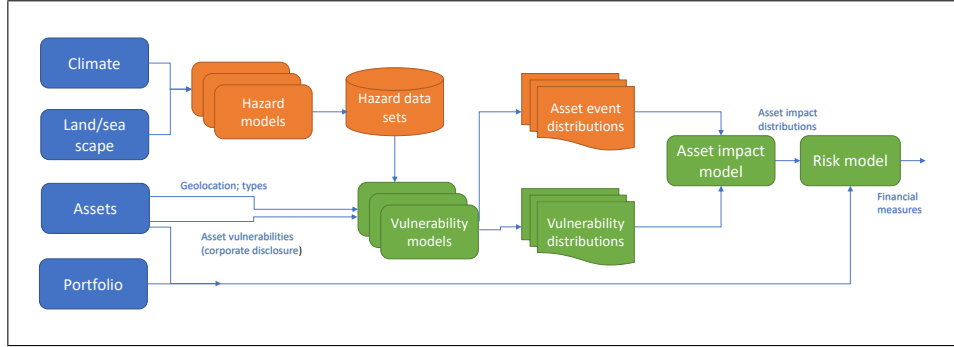 Climate
Land/sea
scape
Hazard
models
Hazard data
sets
Asset event
distributions
Asset impact
distributions
Asset impact
model
Risk model
Financial
measures
Assets
Geolocation; types
Asset vulnerabilities
(corporate disclosure)
Vulnerability
models
Vulnerability
distributions
Portfolio